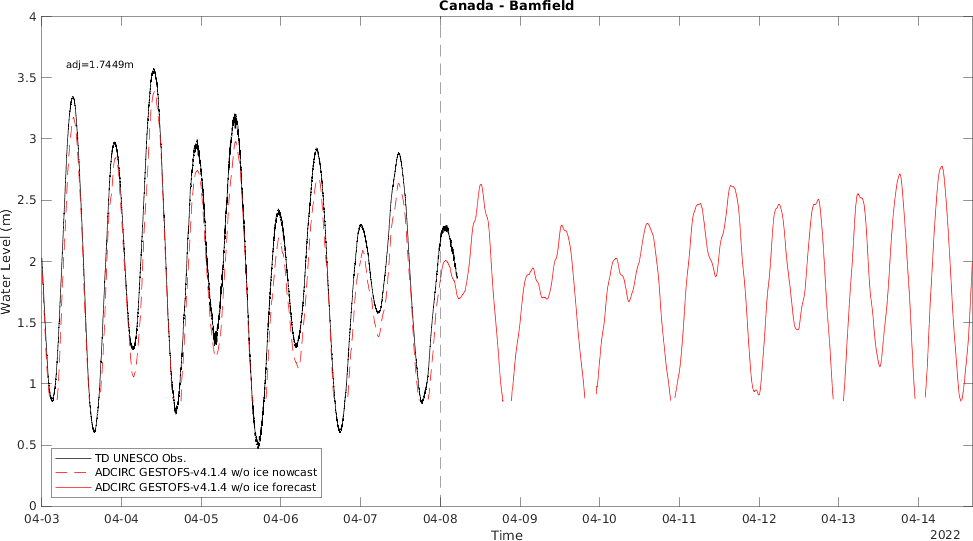 Canada - Bamfield
adj=1.7449m
Water Level (m)
4
3.5
3
2.5
2
1.5
1
0.5
0
TD UNESCO Obs.
ADCIRC GESTOFS-v4.1.4 w/o ice nowcast
ADCIRC GESTOFS-v4.1.4 w/o ice forecast
04-03 04-04 04-05 04-06 04-07 04-08 04-09 04-10 04-11 04-12 04-13 04-14
2022
Time